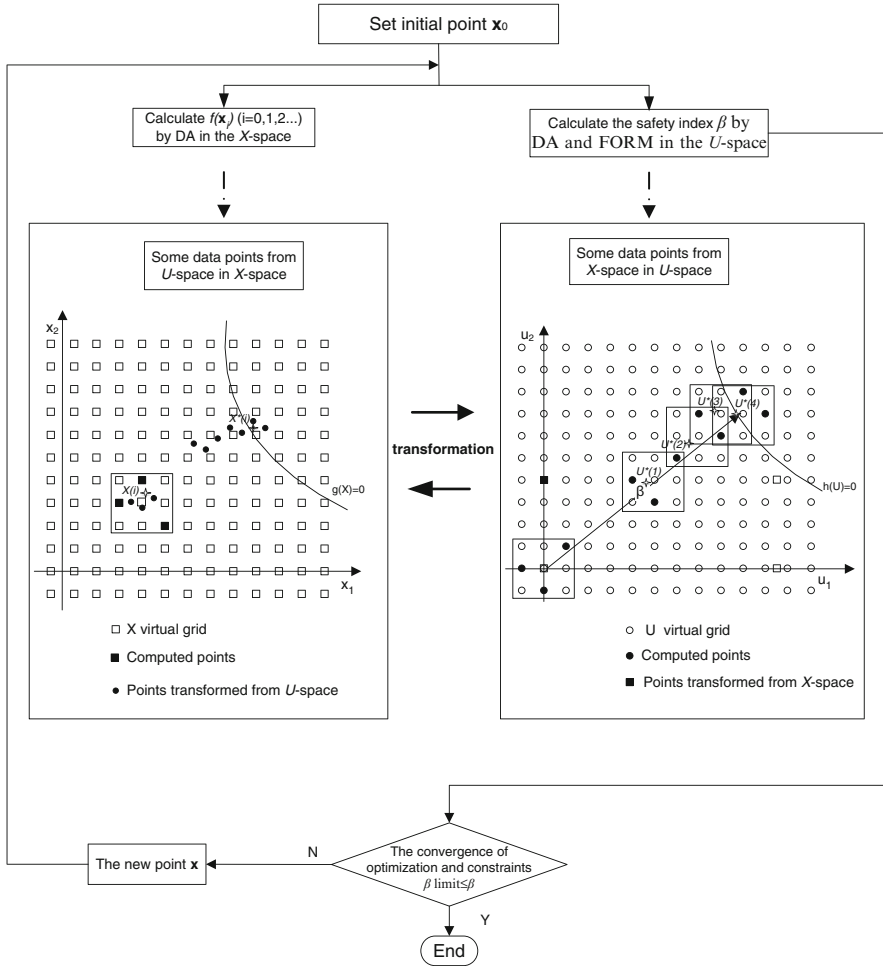 Set initial point x₀
Calculate f(xᵢ) (i=0,1,2...)
by DA in the X-space
Calculate the safety index β by
DA and FORM in the U-space
Some data points from
U-space in X-space
Some data points from
X-space in U-space
x₂
X*(i)
X(i)
g(X)=0
x₁
□ X virtual grid
■ Computed points
● Points transformed from U-space
transformation
u₂
U*(3)
U*(4)
U*(2)
U*(1)
β
h(U)=0
u₁
○ U virtual grid
● Computed points
■ Points transformed from X-space
The convergence of
optimization and constraints
β limit≤β
N
The new point x
Y
End